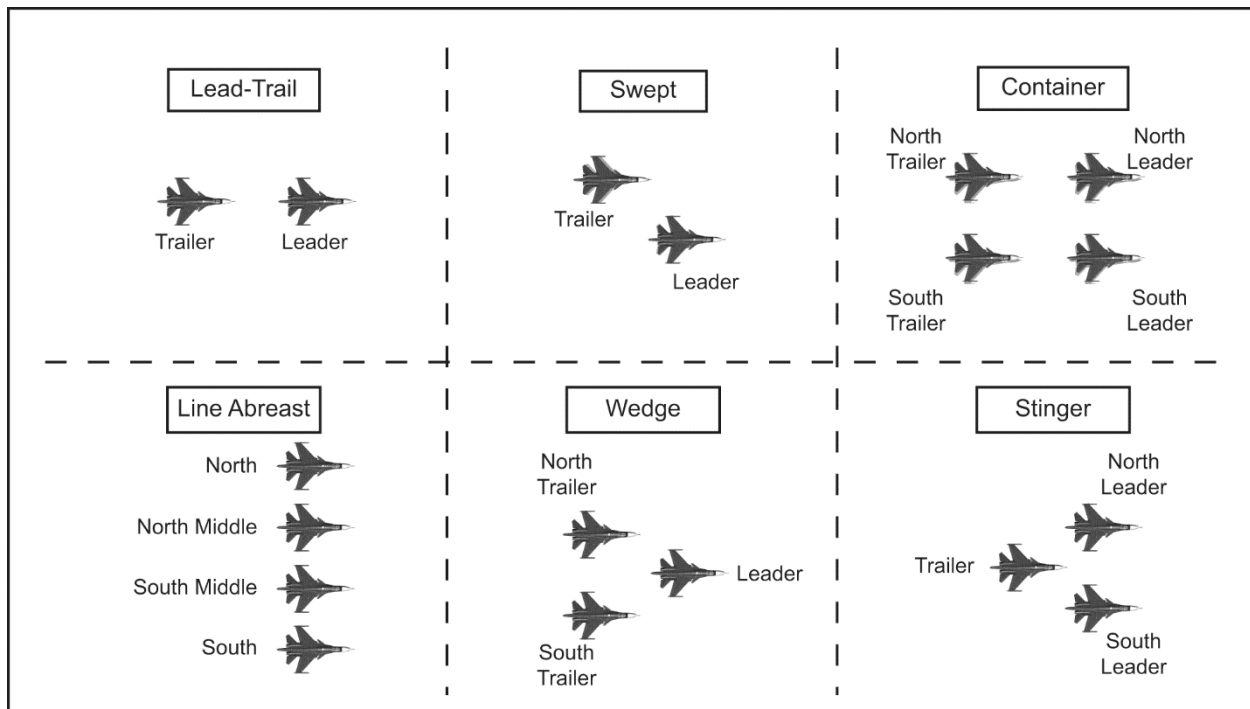 Lead-Trail
Trailer
Leader
Swept
Trailer
Leader
Container
North
Trailer
North
Leader
South
Trailer
South
Leader
Line Abreast
North
North Middle
South Middle
South
Wedge
North
Trailer
Leader
South
Trailer
Stinger
North
Leader
Trailer
South
Leader